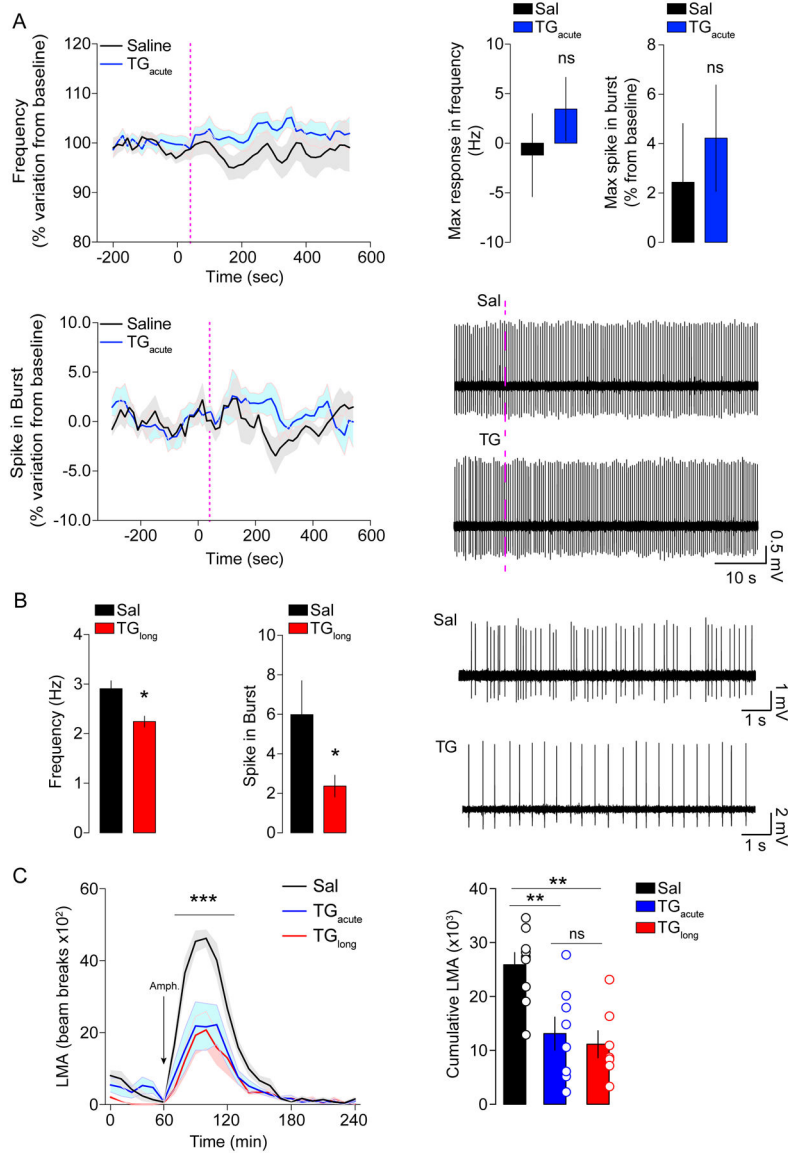 A
Frequency
(% variation from baseline)
120
110
100
90
80
Saline
TGacute
-200
0
200
400
600
Time (sec)
Sal
TGacute
Max response in frequency
(Hz)
10
5
0
-5
-10
ns
Sal
TGacute
Max spike in burst
(% from baseline)
8
6
4
2
0
ns
Spike in Burst
(% variation from baseline)
10.0
5.0
0.0
-5.0
-10.0
Saline
TGacute
-200
0
200
400
600
Time (sec)
Sal
TG
0.5 mV
10 s
B
Sal
TGlong
Frequency (Hz)
4
3
2
1
0
*
Sal
TGlong
Spike in Burst
10
8
6
4
2
0
*
Sal
1 mV
1 s
TG
2 mV
1 s
C
LMA (beam breaks x10²)
60
40
20
0
***
Amph.
Sal
TGacute
TGlong
0
60
120
180
240
Time (min)
Cumulative LMA (x10³)
40
30
20
10
0
**
**
ns
Sal
TGacute
TGlong